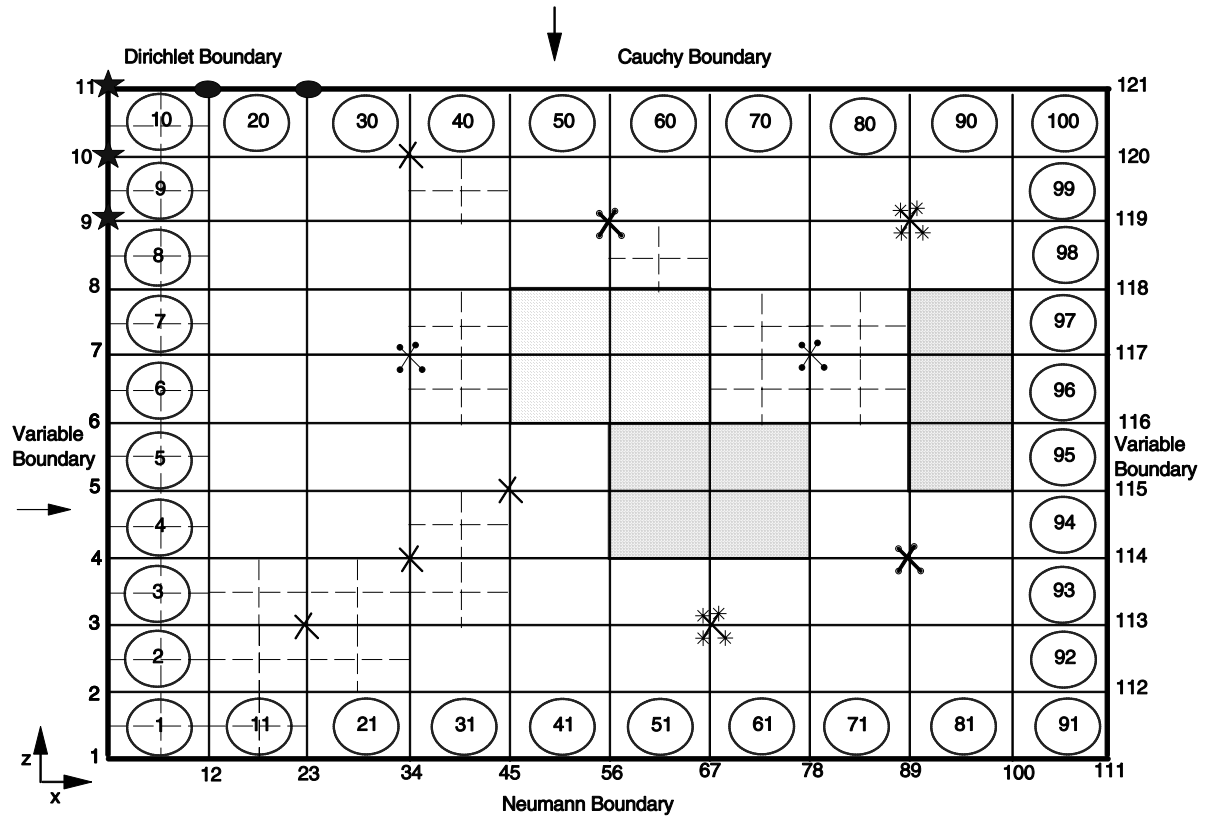 Dirichlet Boundary Cauchy Boundary
11 121
10 20 30 40 50 60 70 80 90 100
10 120
9 99
9 119
8 98
8 118
7 97
7 117
6 96
6 116
Variable
Boundary
Variable
Boundary
5 95
5 115
4 94
4 114
3 93
3 113
2 92
2 112
1 11 21 31 41 51 61 71 81 91
1
12 23 34 45 56 67 78 89 100 111
z
x
Neumann Boundary